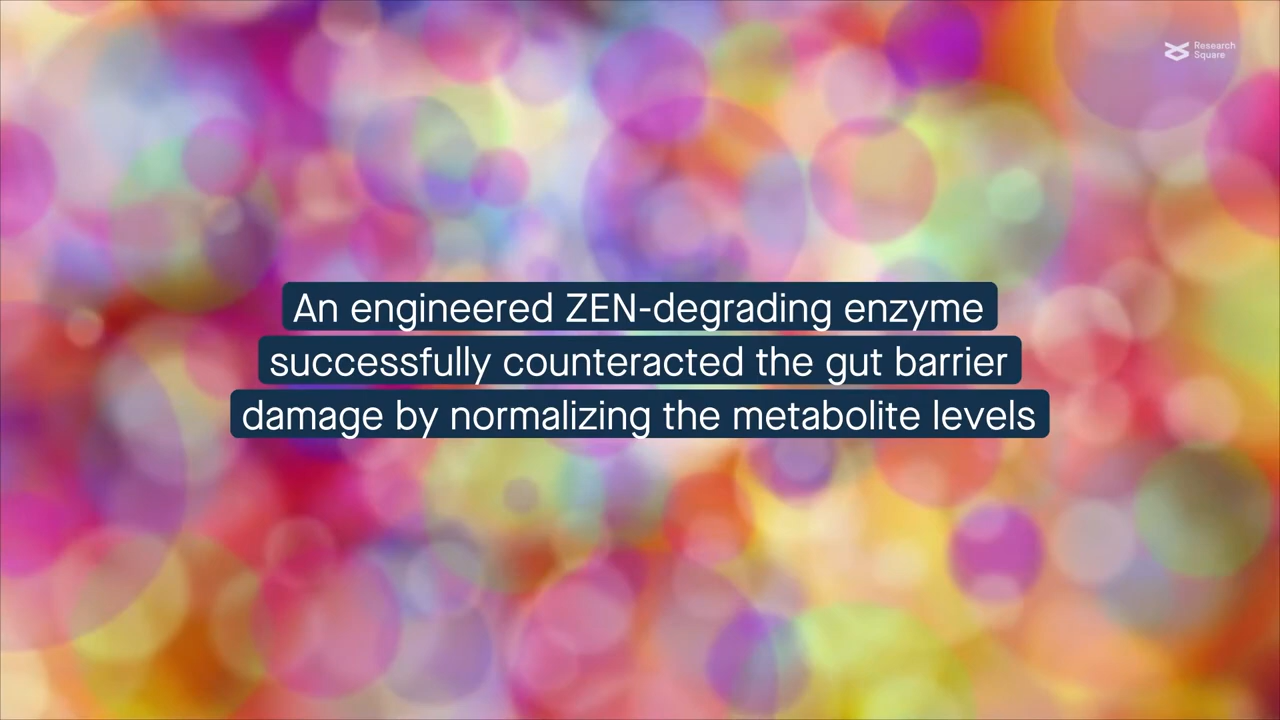 Research
Square
An engineered ZEN-degrading enzyme
successfully counteracted the gut barrier
damage by normalizing the metabolite levels